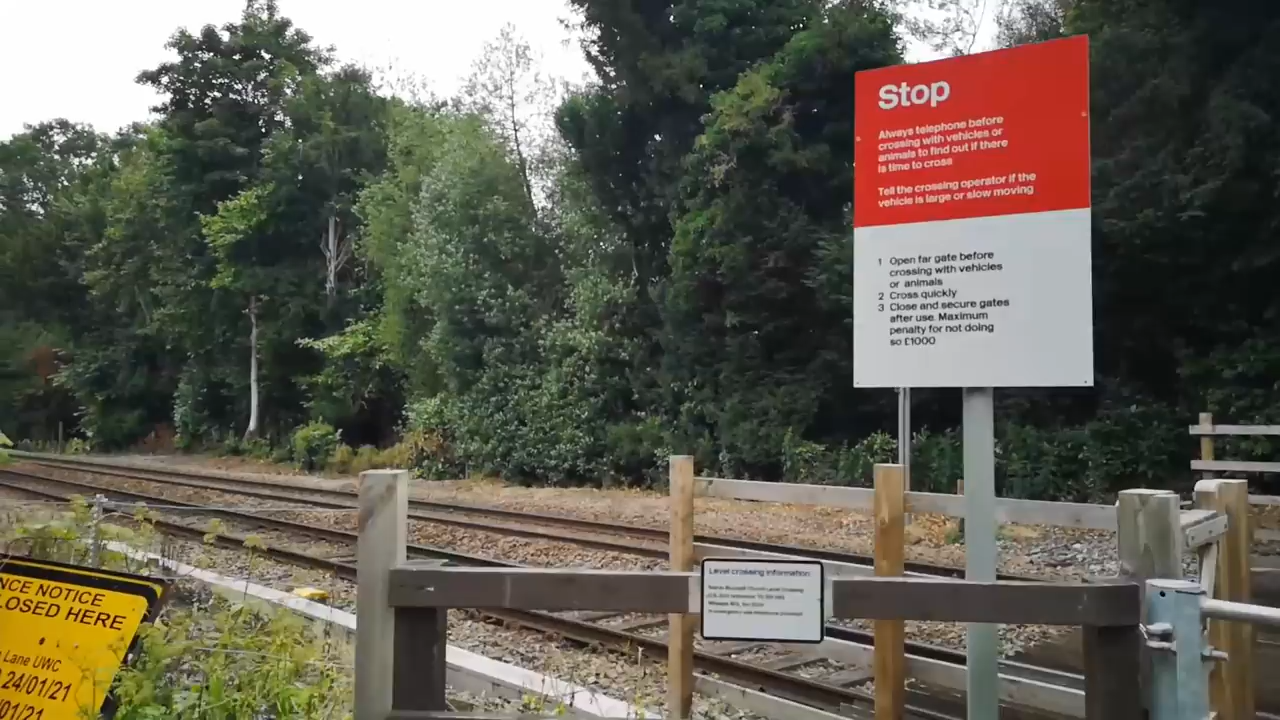 Stop
Always telephone before
crossing with vehicles or
animals to find out if there
is time to cross
Tell the crossing operator if the
vehicle is large or slow moving
1 Open far gate before
crossing with vehicles
or animals
2 Cross quickly
3 Close and secure gates
after use. Maximum
penalty for not doing
so £1000
Level crossing information
NCE NOTICE
LOSED HERE
Lane UWC
24/01/21
/01/21